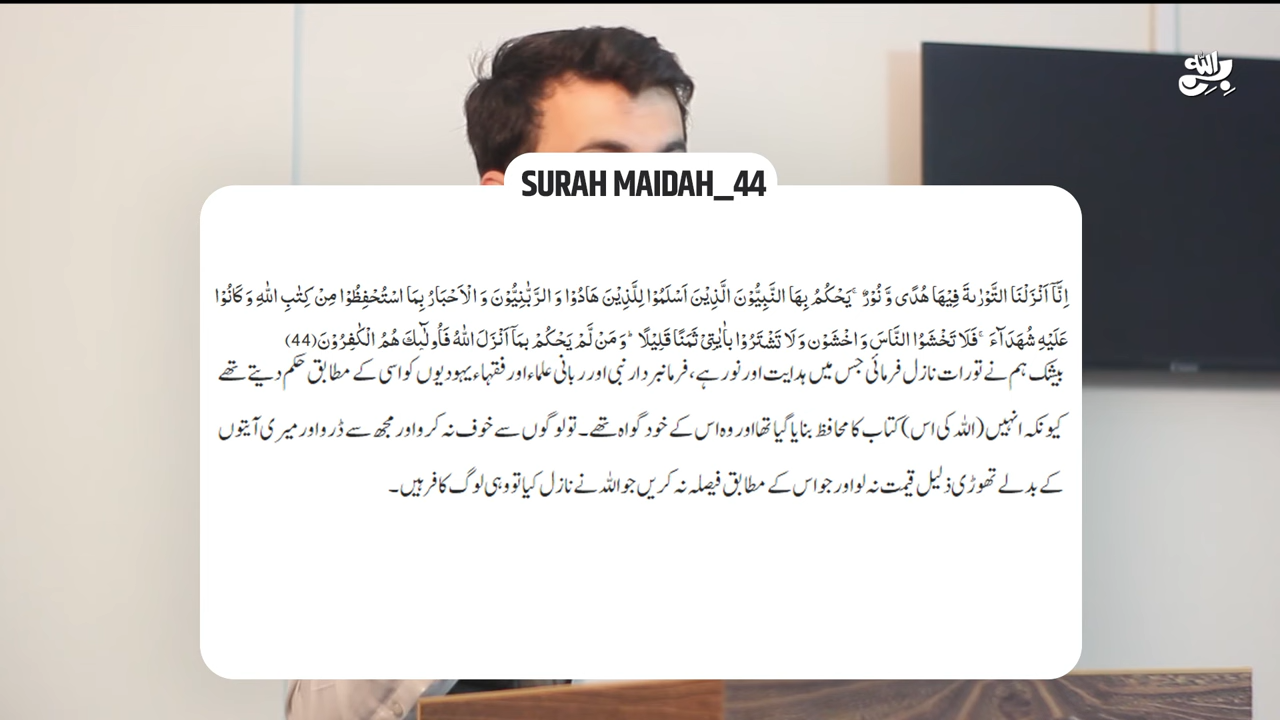 بسم الله
SURAH MAIDAH_44
اِنَّاۤ اَنْزَلْنَا التَّوْرٰىةَ فِیْهَا هُدًى وَّ نُوْرٌۚ-یَحْكُمُ بِهَا النَّبِیُّوْنَ الَّذِیْنَ اَسْلَمُوْا لِلَّذِیْنَ هَادُوْا وَ الرَّبّٰنِیُّوْنَ وَ الْاَحْبَارُ بِمَا اسْتُحْفِظُوْا مِنْ كِتٰبِ اللّٰهِ وَ كَانُوْا
عَلَیْهِ شُهَدَآءَۚ-فَلَا تَخْشَوُا النَّاسَ وَ اخْشَوْنِ وَ لَا تَشْتَرُوْا بِاٰیٰتِیْ ثَمَنًا قَلِیْلًاؕ-وَ مَنْ لَّمْ یَحْكُمْ بِمَاۤ اَنْزَلَ اللّٰهُ فَاُولٰٓىٕكَ هُمُ الْكٰفِرُوْنَ(44)
بیشک ہم نے تورات نازل فرمائی جس میں ہدایت اور نور ہے، فرمانبردار نبی اور ربانی علماء اور فقہاء یہودیوں کو اسی کے مطابق حکم دیتے تھے
کیونکہ انہیں (اللہ کی اس) کتاب کا محافظ بنایا گیا تھا اور وہ اس کے خود گواہ تھے۔ تو لوگوں سے خوف نہ کرو اور مجھ سے ڈرو اور میری آیتوں
کے بدلے تھوڑی ذلیل قیمت نہ لو اور جو اس کے مطابق فیصلہ نہ کریں جو اللہ نے نازل کیا تو وہی لوگ کافر ہیں۔